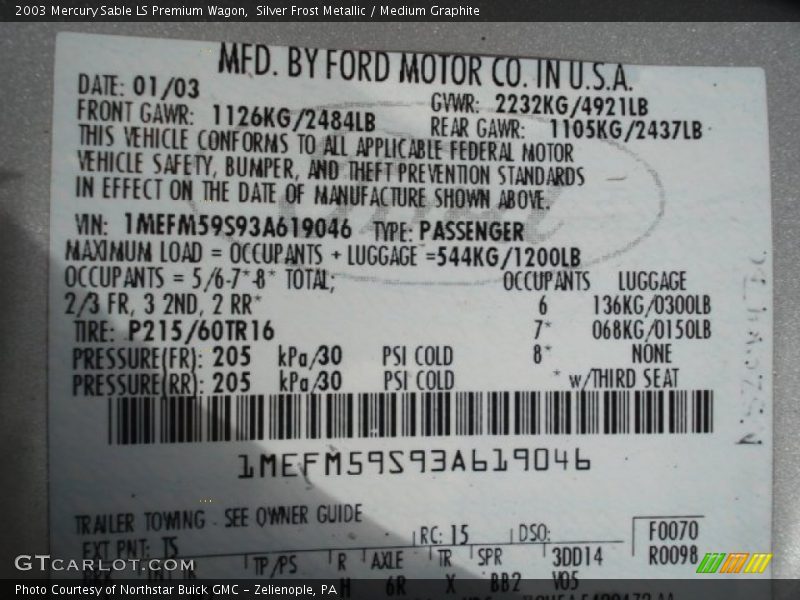 2003 Mercury Sable LS Premium Wagon,  Silver Frost Metallic / Medium Graphite
MFD. BY FORD MOTOR CO. IN U.S.A.
DATE: 01/03 GVWR: 2232KG/4921LB
FRONT GAWR: 1126KG/2484LB REAR GAWR: 1105KG/2437LB
THIS VEHICLE CONFORMS TO ALL APPLICABLE FEDERAL MOTOR
VEHICLE SAFETY, BUMPER, AND THEFT PREVENTION STANDARDS
IN EFFECT ON THE DATE OF MANUFACTURE SHOWN ABOVE.
VIN: 1MEFM59S93A619046 TYPE: PASSENGER
MAXIMUM LOAD = OCCUPANTS + LUGGAGE =544KG/1200LB
OCCUPANTS = 5/6-7*-8* TOTAL; OCCUPANTS LUGGAGE
2/3 FR, 3 2ND, 2 RR* 6 136KG/0300LB
TIRE: P215/60TR16 7* 068KG/0150LB
PRESSURE(FR): 205 kPa/30 PSI COLD 8* NONE
PRESSURE(RR): 205 kPa/30 PSI COLD * w/THIRD SEAT
1MEFM59S93A619046
TRAILER TOWING - SEE OWNER GUIDE
EXT PNT: TS RC: 15 DSO: F0070
TP/PS R AXLE TR SPR 3DD14 R0098
6R X BB2 V05
GTCARLOT.COM
Photo Courtesy of Northstar Buick GMC - Zelienople, PA